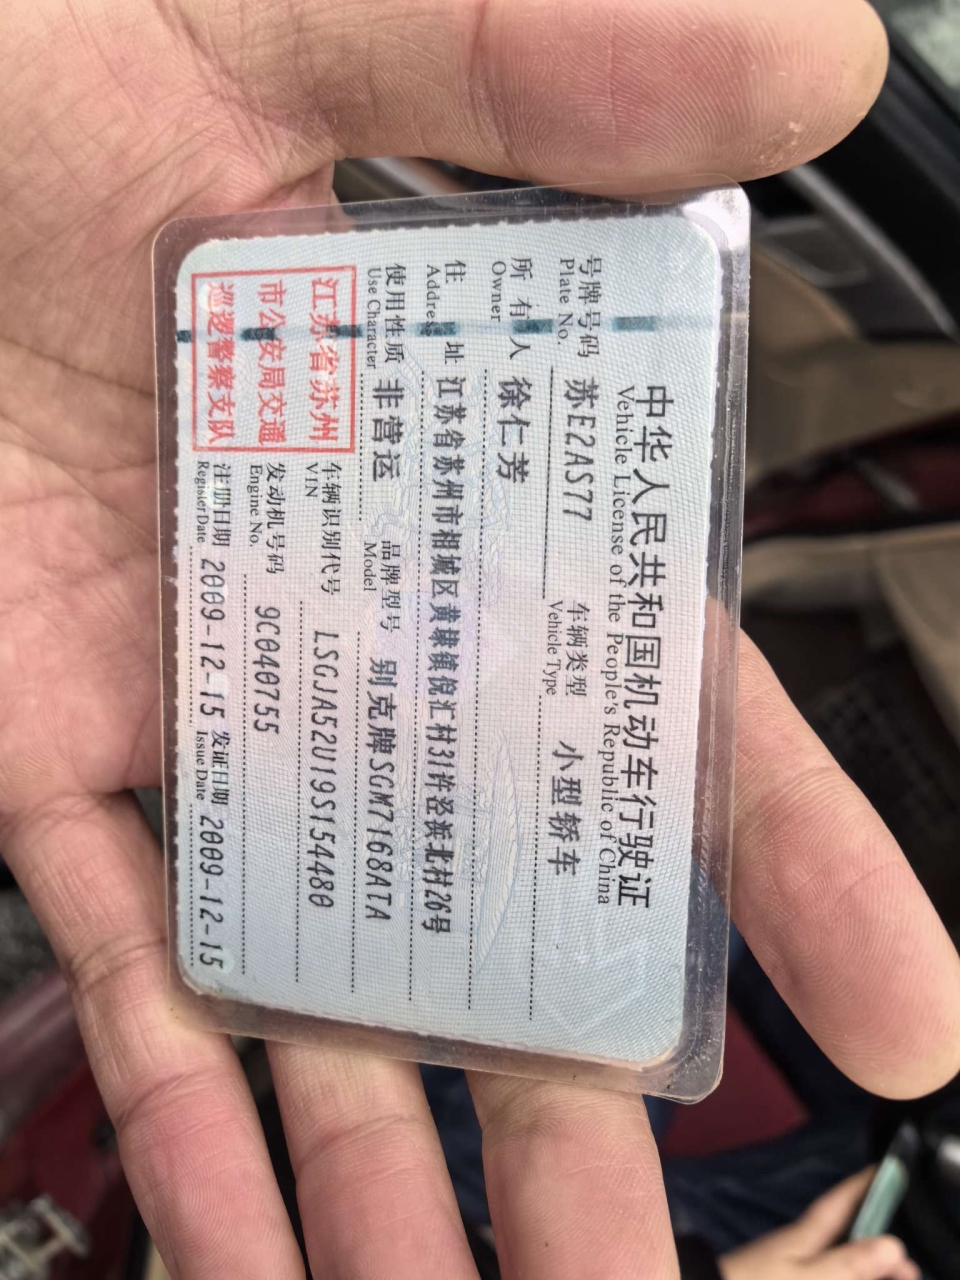 中华人民共和国机动车行驶证
Vehicle License of the People's Republic of China
号牌号码 苏E2AS77 车辆类型 小型轿车
Plate No. Vehicle Type
所有人 徐仁芳
Owner
住址 江苏省苏州市相城区黄埭镇倪汇村31许泾浜北村26号
Address
使用性质 非营运 品牌型号 别克牌SGM7168ATA
Use Character Model
江苏省苏州
市公安局交通
巡逻警察支队
车辆识别代号 LSGJA52U19S154480
VIN
发动机号码 9C040755
Engine No.
注册日期 2009-12-15 发证日期 2009-12-15
Register Date Issue Date